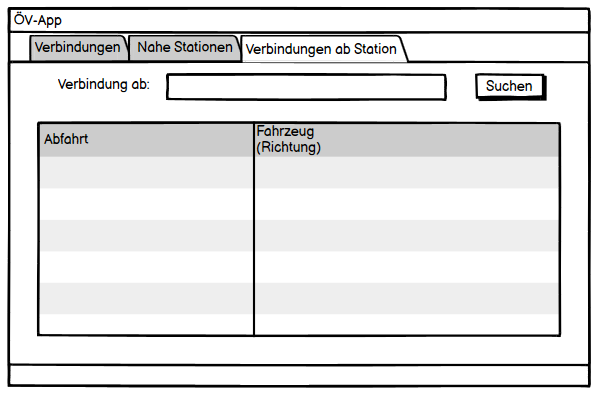 ÖV-App
Verbindungen
Nahe Stationen
Verbindungen ab Station
Verbindung ab:
Suchen
Abfahrt
Fahrzeug
(Richtung)